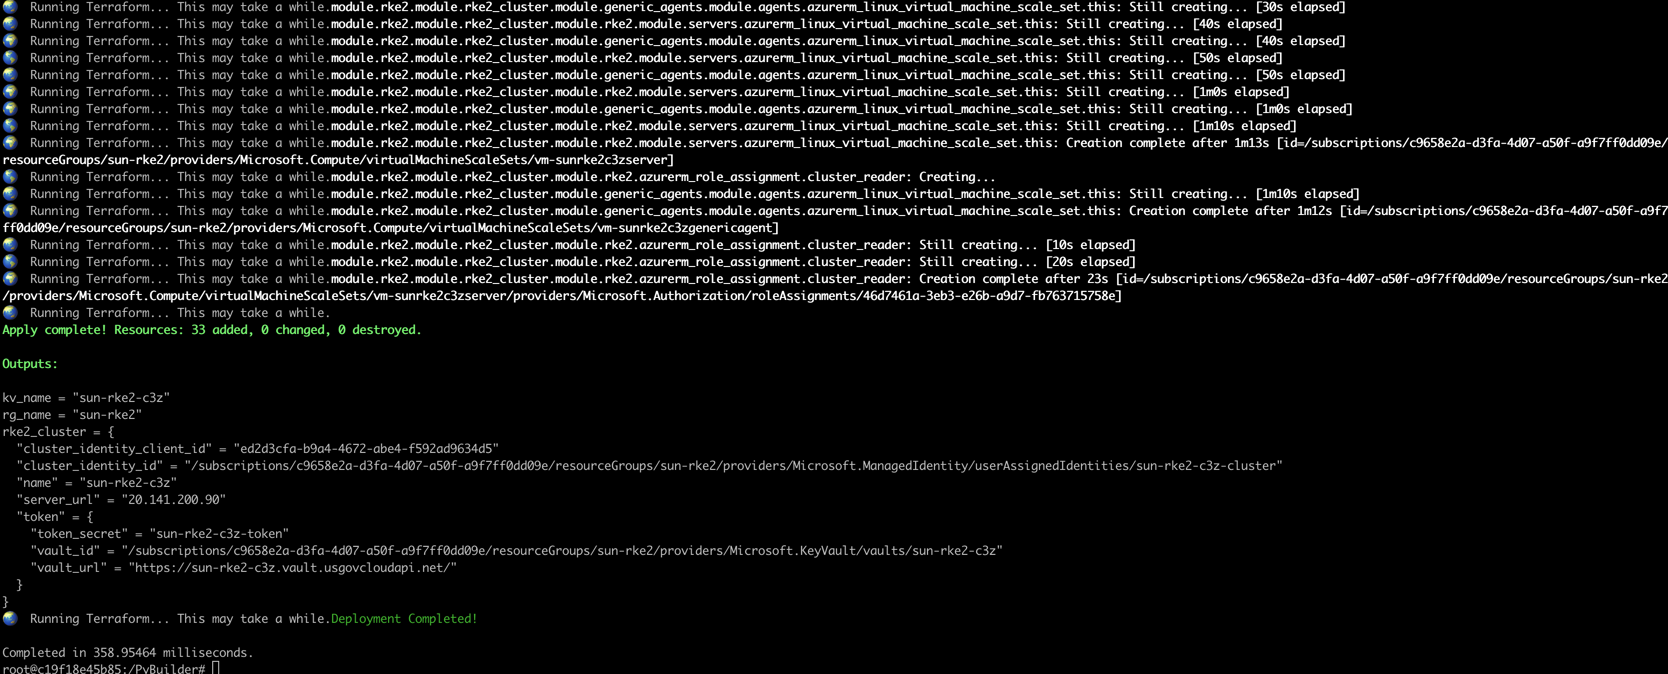 Running Terraform... This may take a while.module.rke2.module.rke2_cluster.module.generic_agents.module.agents.azurerm_linux_virtual_machine_scale_set.this: Still creating... [30s elapsed]
Running Terraform... This may take a while.module.rke2.module.rke2_cluster.module.rke2.module.servers.azurerm_linux_virtual_machine_scale_set.this: Still creating... [40s elapsed]
Running Terraform... This may take a while.module.rke2.module.rke2_cluster.module.generic_agents.module.agents.azurerm_linux_virtual_machine_scale_set.this: Still creating... [40s elapsed]
Running Terraform... This may take a while.module.rke2.module.rke2_cluster.module.rke2.module.servers.azurerm_linux_virtual_machine_scale_set.this: Still creating... [50s elapsed]
Running Terraform... This may take a while.module.rke2.module.rke2_cluster.module.generic_agents.module.agents.azurerm_linux_virtual_machine_scale_set.this: Still creating... [50s elapsed]
Running Terraform... This may take a while.module.rke2.module.rke2_cluster.module.rke2.module.servers.azurerm_linux_virtual_machine_scale_set.this: Still creating... [1m0s elapsed]
Running Terraform... This may take a while.module.rke2.module.rke2_cluster.module.generic_agents.module.agents.azurerm_linux_virtual_machine_scale_set.this: Still creating... [1m0s elapsed]
Running Terraform... This may take a while.module.rke2.module.rke2_cluster.module.rke2.module.servers.azurerm_linux_virtual_machine_scale_set.this: Still creating... [1m10s elapsed]
Running Terraform... This may take a while.module.rke2.module.rke2_cluster.module.rke2.module.servers.azurerm_linux_virtual_machine_scale_set.this: Creation complete after 1m13s [id=/subscriptions/c9658e2a-d3fa-4d07-a50f-a9f7ff0dd09e/
resourceGroups/sun-rke2/providers/Microsoft.Compute/virtualMachineScaleSets/vm-sunrke2c3zserver]
Running Terraform... This may take a while.module.rke2.module.rke2_cluster.module.rke2.azurerm_role_assignment.cluster_reader: Creating...
Running Terraform... This may take a while.module.rke2.module.rke2_cluster.module.generic_agents.module.agents.azurerm_linux_virtual_machine_scale_set.this: Still creating... [1m10s elapsed]
Running Terraform... This may take a while.module.rke2.module.rke2_cluster.module.generic_agents.module.agents.azurerm_linux_virtual_machine_scale_set.this: Creation complete after 1m12s [id=/subscriptions/c9658e2a-d3fa-4d07-a50f-a9f7
ff0dd09e/resourceGroups/sun-rke2/providers/Microsoft.Compute/virtualMachineScaleSets/vm-sunrke2c3zgenericagent]
Running Terraform... This may take a while.module.rke2.module.rke2_cluster.module.rke2.azurerm_role_assignment.cluster_reader: Still creating... [10s elapsed]
Running Terraform... This may take a while.module.rke2.module.rke2_cluster.module.rke2.azurerm_role_assignment.cluster_reader: Still creating... [20s elapsed]
Running Terraform... This may take a while.module.rke2.module.rke2_cluster.module.rke2.azurerm_role_assignment.cluster_reader: Creation complete after 23s [id=/subscriptions/c9658e2a-d3fa-4d07-a50f-a9f7ff0dd09e/resourceGroups/sun-rke2
/providers/Microsoft.Compute/virtualMachineScaleSets/vm-sunrke2c3zserver/providers/Microsoft.Authorization/roleAssignments/46d7461a-3eb3-e26b-a9d7-fb763715758e]
Running Terraform... This may take a while.
Apply complete! Resources: 33 added, 0 changed, 0 destroyed.
Outputs:
kv_name = "sun-rke2-c3z"
rg_name = "sun-rke2"
rke2_cluster = {
"cluster_identity_client_id" = "ed2d3cfa-b9a4-4672-abe4-f592ad9634d5"
"cluster_identity_id" = "/subscriptions/c9658e2a-d3fa-4d07-a50f-a9f7ff0dd09e/resourceGroups/sun-rke2/providers/Microsoft.ManagedIdentity/userAssignedIdentities/sun-rke2-c3z-cluster"
"name" = "sun-rke2-c3z"
"server_url" = "20.141.200.90"
"token" = {
"token_secret" = "sun-rke2-c3z-token"
"vault_id" = "/subscriptions/c9658e2a-d3fa-4d07-a50f-a9f7ff0dd09e/resourceGroups/sun-rke2/providers/Microsoft.KeyVault/vaults/sun-rke2-c3z"
"vault_url" = "https://sun-rke2-c3z.vault.usgovcloudapi.net/"
}
}
Running Terraform... This may take a while.Deployment Completed!
Completed in 358.95464 milliseconds.
root@c19f18e45b85:/PyBuilder#